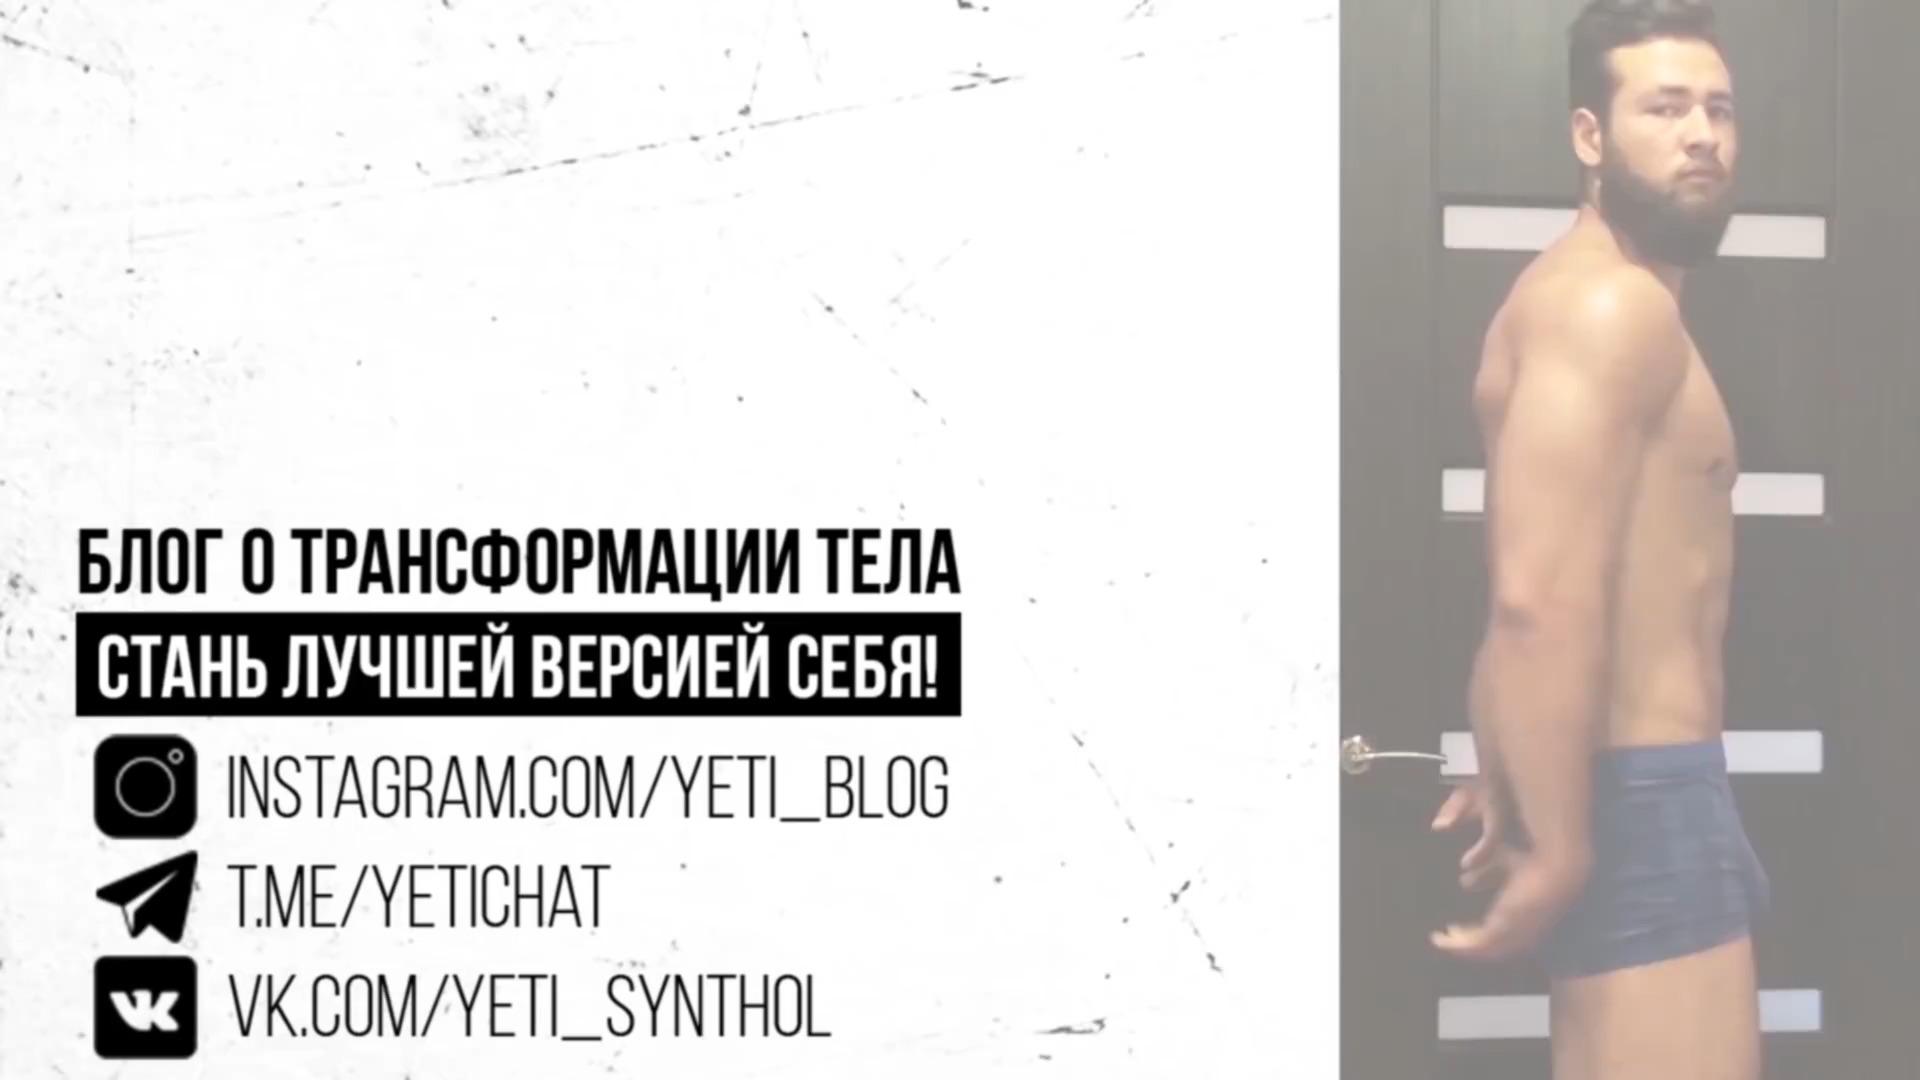 БЛОГ О ТРАНСФОРМАЦИИ ТЕЛА
СТАНЬ ЛУЧШЕЙ ВЕРСИЕЙ СЕБЯ!
INSTAGRAM.COM/YETI_BLOG
T.ME/YETICHAT
VK.COM/YETI_SYNTHOL